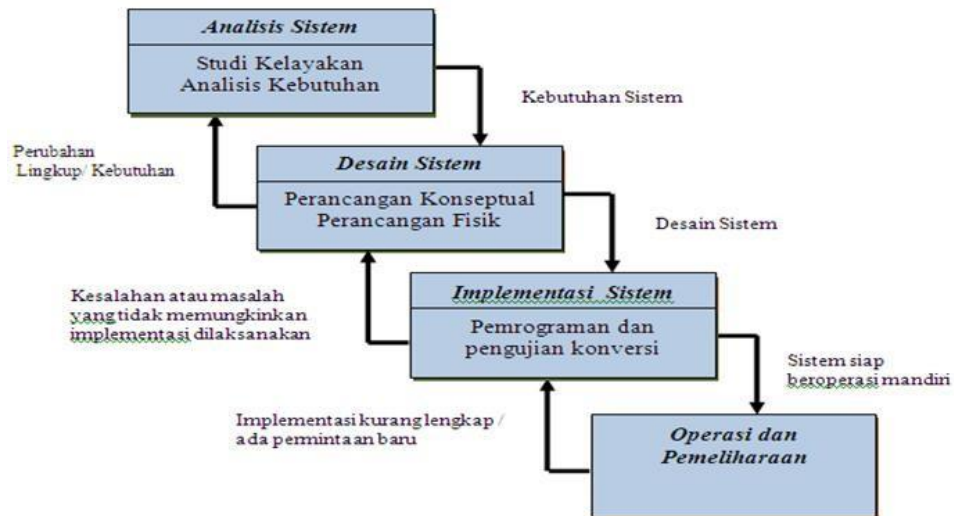 Analisis Sistem
Studi Kelayakan
Analisis Kebutuhan
Kebutuhan Sistem
Perubahan
Lingkup/ Kebutuhan
Desain Sistem
Perancangan Konseptual
Perancangan Fisik
Desain Sistem
Kesalahan atau masalah
yang tidak memungkinkan
implementasi dilaksanakan
Implementasi Sistem
Pemrograman dan
pengujian konversi
Sistem siap
beroperasi mandiri
Implementasi kurang lengkap /
ada permintaan baru
Operasi dan
Pemeliharaan